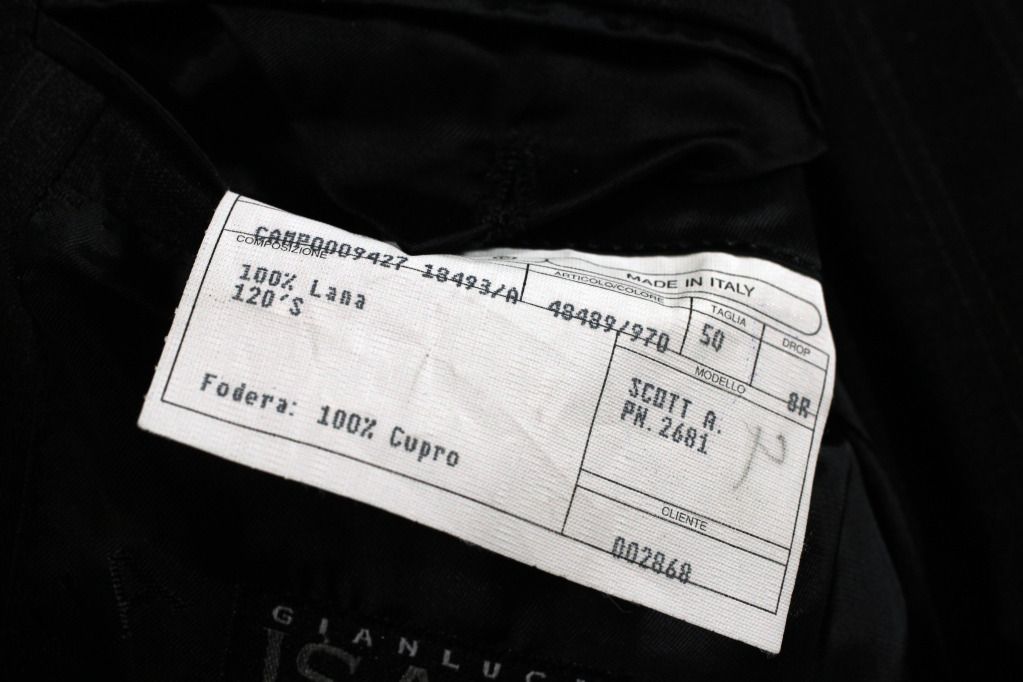 MADE IN ITALY
CAMPO009427 18493/A 48489/970
COMPOSIZIONE
ARTICOLO/COLORE
TAGLIA
50
DROP
8R
100% Lana
120'S
MODELLO
SCOTT A.
PN.2681
Fodera: 100% Cupro
CLIENTE
002868
GIANLUC